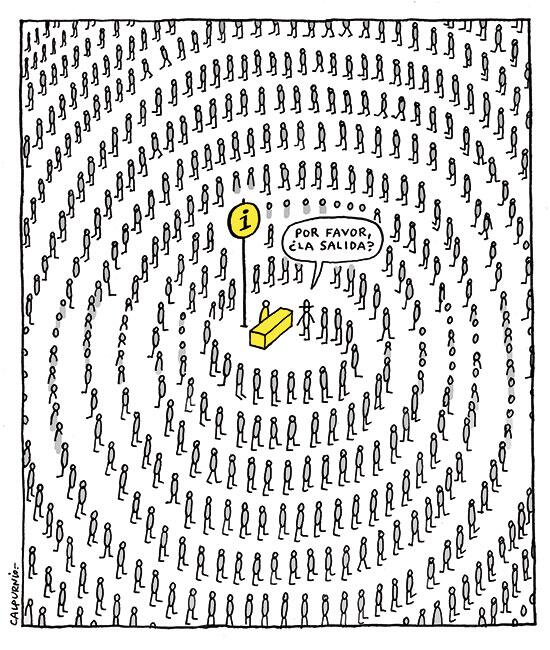 i
POR FAVOR,
¿LA SALIDA?
CALPURNIO-